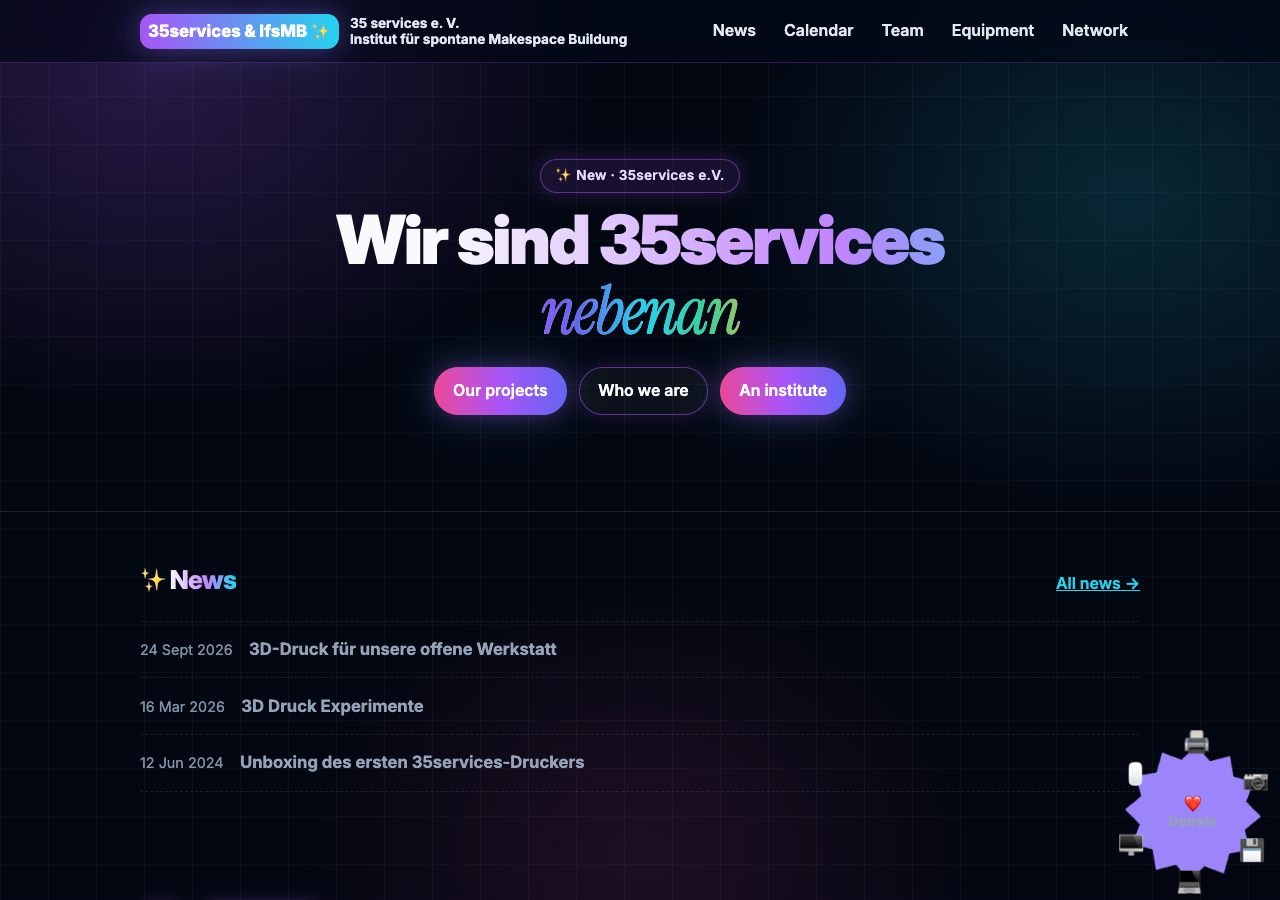 35services & IfsMB ✨
35 services e. V.
Institut für spontane Makespace Buildung
News
Calendar
Team
Equipment
Network
✨ New · 35services e.V.
Wir sind 35services
nebenan
Our projects
Who we are
An institute
✨ News
All news →
24 Sept 2026 3D-Druck für unsere offene Werkstatt
16 Mar 2026 3D Druck Experimente
12 Jun 2024 Unboxing des ersten 35services-Druckers
❤️
Donate